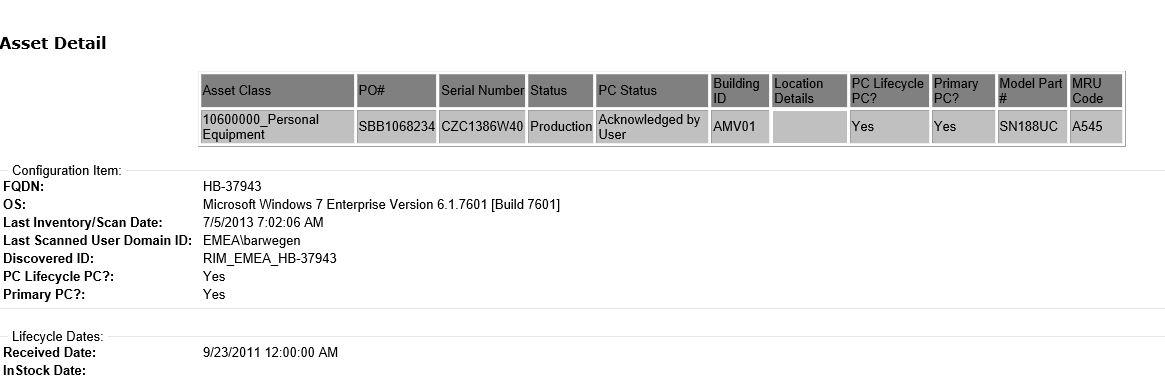 Asset Detail
Asset Class PO# Serial Number Status PC Status Building ID Location Details PC Lifecycle PC? Primary PC? Model Part # MRU Code
10600000_Personal Equipment SBB1068234 CZC1386W40 Production Acknowledged by User AMV01 Yes Yes SN188UC A545
Configuration Item:
FQDN: HB-37943
OS: Microsoft Windows 7 Enterprise Version 6.1.7601 [Build 7601]
Last Inventory/Scan Date: 7/5/2013 7:02:06 AM
Last Scanned User Domain ID: EMEA\barwegen
Discovered ID: RIM_EMEA_HB-37943
PC Lifecycle PC?: Yes
Primary PC?: Yes
Lifecycle Dates:
Received Date: 9/23/2011 12:00:00 AM
InStock Date: